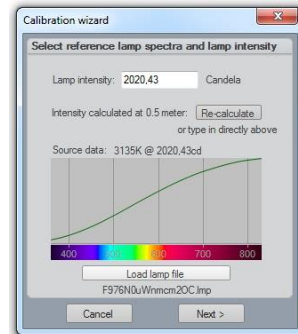 Calibration wizard
Select reference lamp spectra and lamp intensity
Lamp intensity: 2020,43 Candela
Intensity calculated at 0.5 meter: Re-calculate
or type in directly above
Source data: 3135K @ 2020,43cd
400 500 600 700 800
Load lamp file
F976N0uWnmcm2OC.lmp
Cancel Next >